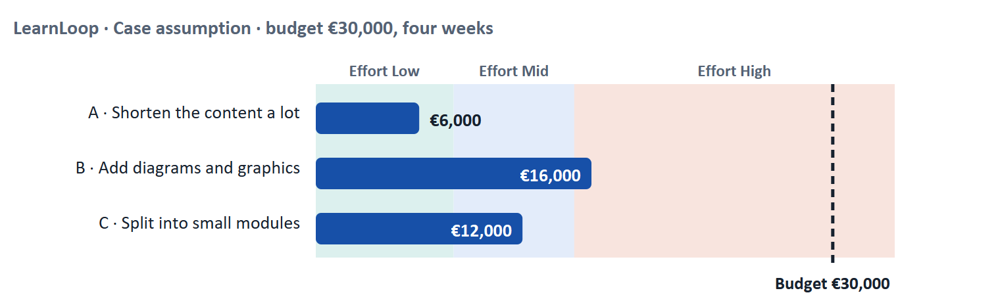 LearnLoop · Case assumption · budget €30,000, four weeks
Effort Low Effort Mid Effort High
A · Shorten the content a lot €6,000
B · Add diagrams and graphics €16,000
C · Split into small modules €12,000
Budget €30,000